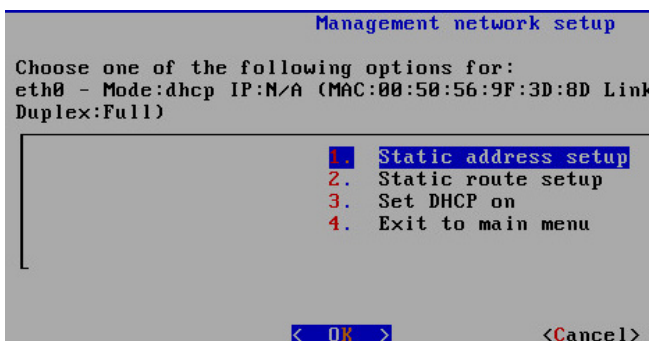 Management network setup
Choose one of the following options for:
eth0 - Mode:dhcp IP:N/A (MAC:00:50:56:9F:3D:8D Link
Duplex:Full)
1. Static address setup
2. Static route setup
3. Set DHCP on
4. Exit to main menu
< OK > <Cancel>